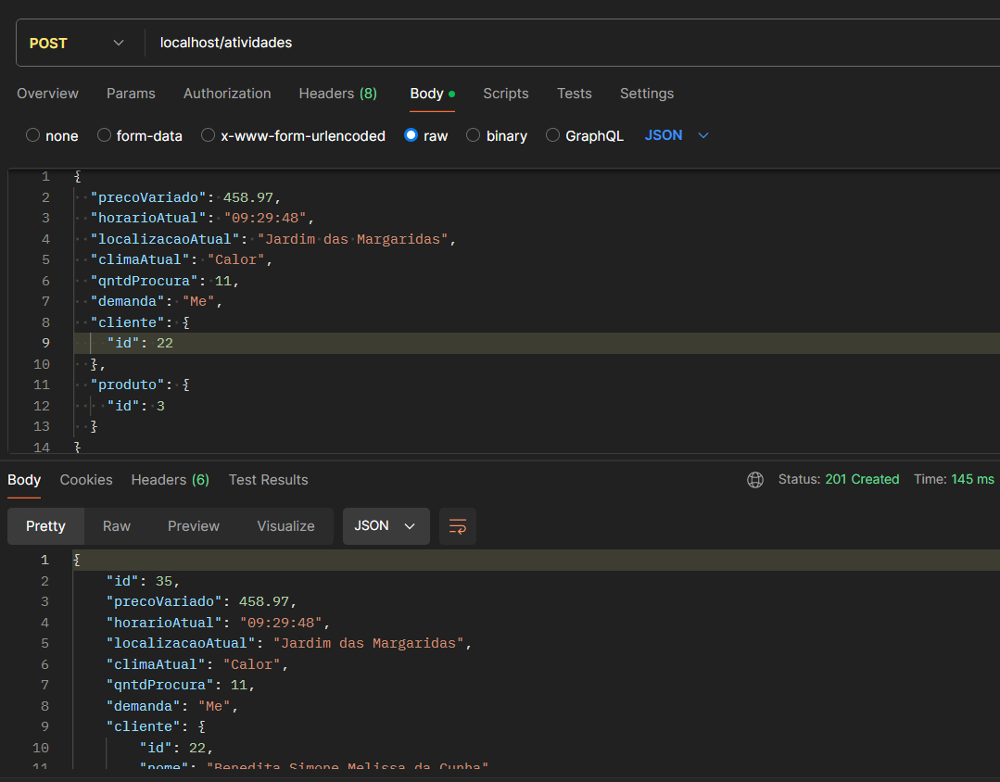 POST localhost/atividades
Overview Params Authorization Headers (8) Body Scripts Tests Settings
none form-data x-www-form-urlencoded raw binary GraphQL JSON
1 {
2 "precoVariado": 458.97,
3 "horarioAtual": "09:29:48",
4 "localizacaoAtual": "Jardim das Margaridas",
5 "climaAtual": "Calor",
6 "qntdProcura": 11,
7 "demanda": "Me",
8 "cliente": {
9 "id": 22
10 },
11 "produto": {
12 "id": 3
13 }
14 }
Body Cookies Headers (6) Test Results Status: 201 Created Time: 145 ms
Pretty Raw Preview Visualize JSON
1 {
2 "id": 35,
3 "precoVariado": 458.97,
4 "horarioAtual": "09:29:48",
5 "localizacaoAtual": "Jardim das Margaridas",
6 "climaAtual": "Calor",
7 "qntdProcura": 11,
8 "demanda": "Me",
9 "cliente": {
10 "id": 22,
11 "nome": "Benedita Simone Melissa da Cunha"